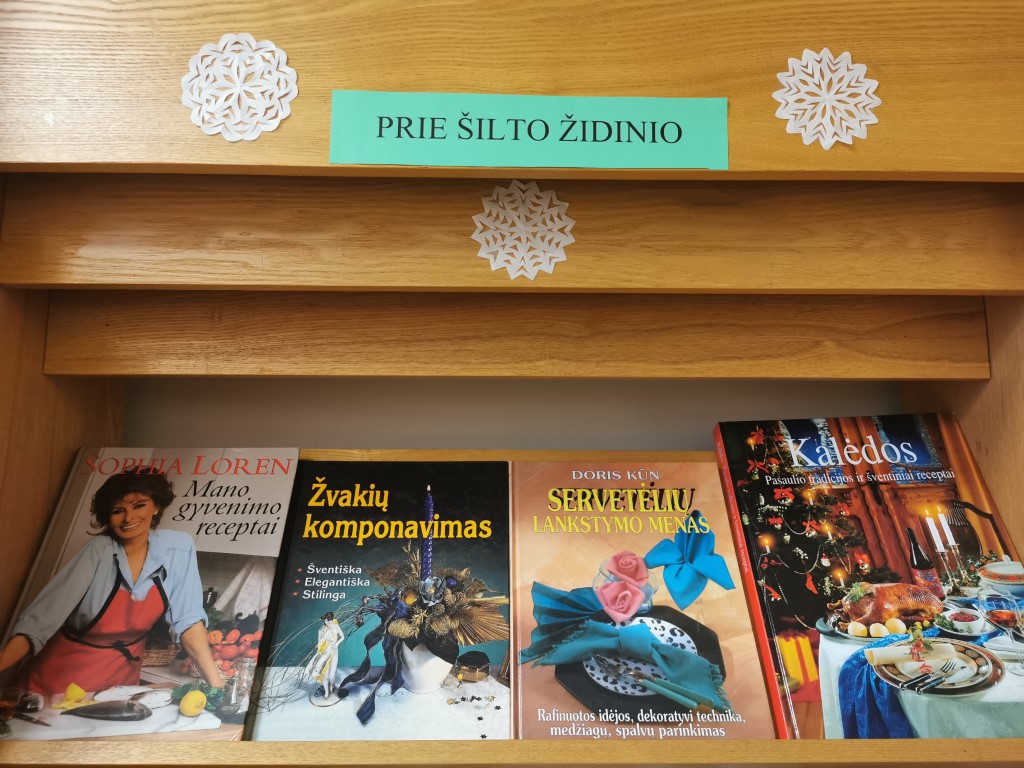 PRIE ŠILTO ŽIDINIO
SOPHIJA LOREN
Mano
gyvenimo
receptai
Žvakių
komponavimas
• Šventiška
• Elegantiška
• Stilinga
DORIS KŪN
SERVETĖLIŲ
LANKSTYMO MENAS
Rafinuotos idėjos, dekoratyvi technika,
medžiagų, spalvų parinkimas
Kalėdos
Pasaulio tradicijos ir šventiniai receptai